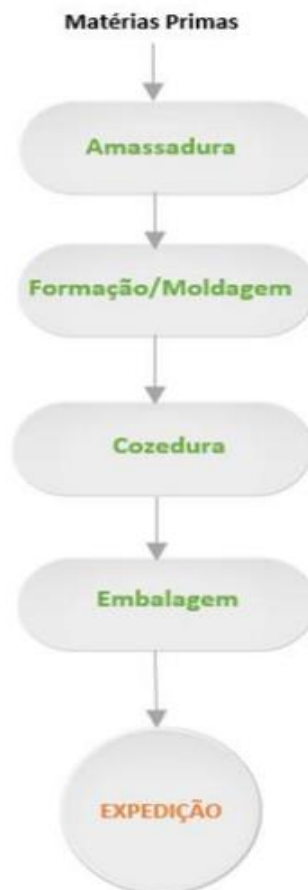 Matérias Primas
Amassadura
Formação/Moldagem
Cozedura
Embalagem
EXPEDIÇÃO